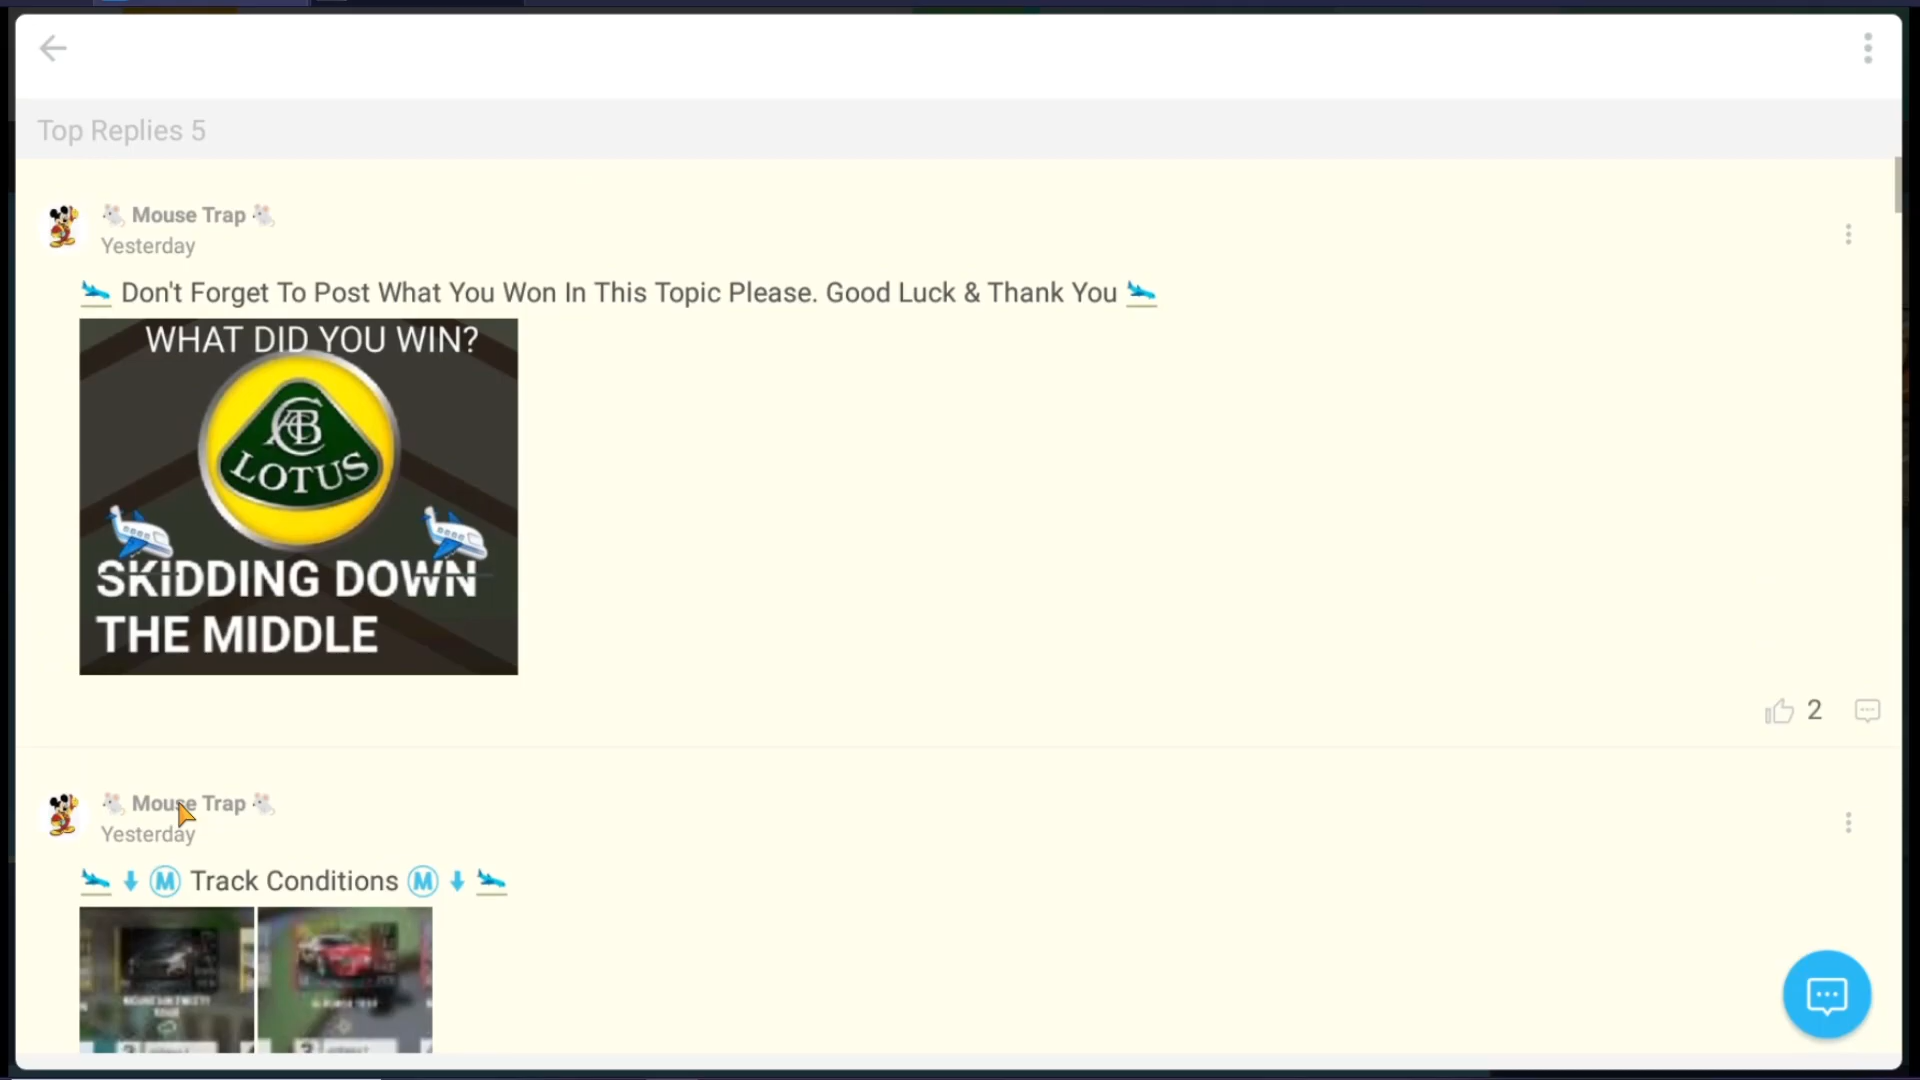 Top Replies 5
Mouse Trap
Yesterday
Don't Forget To Post What You Won In This Topic Please. Good Luck & Thank You
WHAT DID YOU WIN?
ACBC
LOTUS
SKiDDING DOWN
THE MIDDLE
2
Mouse Trap
Yesterday
M Track Conditions M